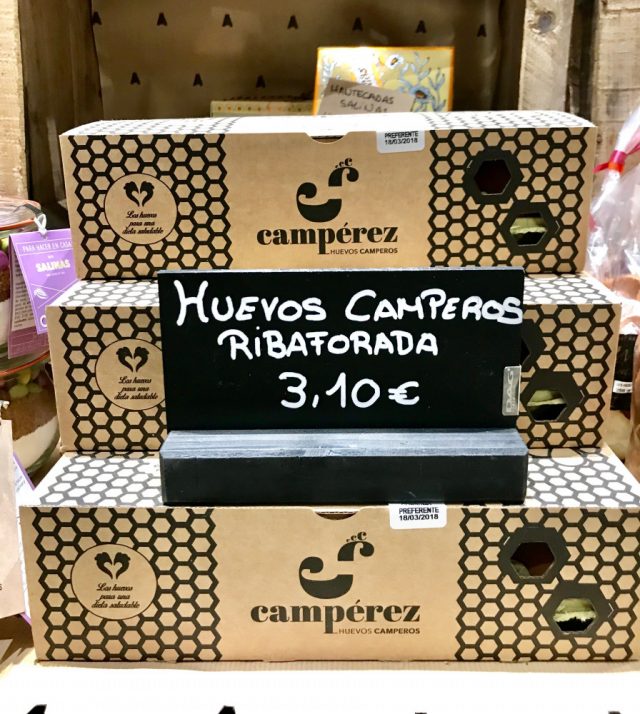 A A A A A
MANTECADAS
SALINAS
PREFERENTE
18/03/2018
campérez
HUEVOS CAMPEROS
Los huevos
para una
dieta saludable
PARA HACER EN CASA
SALINAS
HUEVOS CAMPEROS
RIBAFORADA
3,10 €
DAC
Los huevos
para una
dieta saludable
PREFERENTE
18/03/2018
campérez
HUEVOS CAMPEROS
Los huevos
para una
dieta saludable